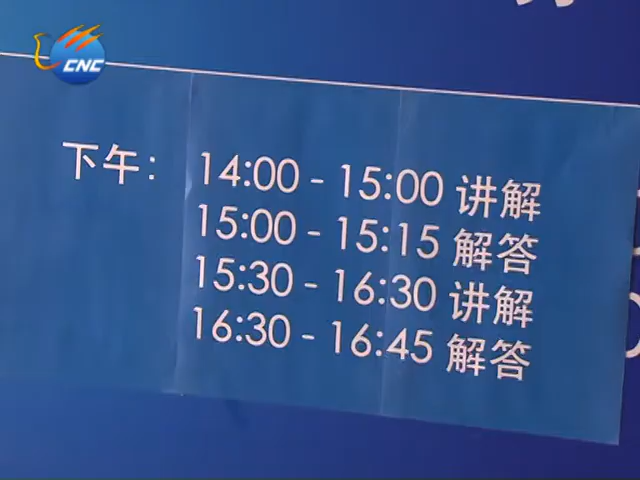 CNC
下午： 14:00 - 15:00 讲解
15:00 - 15:15 解答
15:30 - 16:30 讲解
16:30 - 16:45 解答